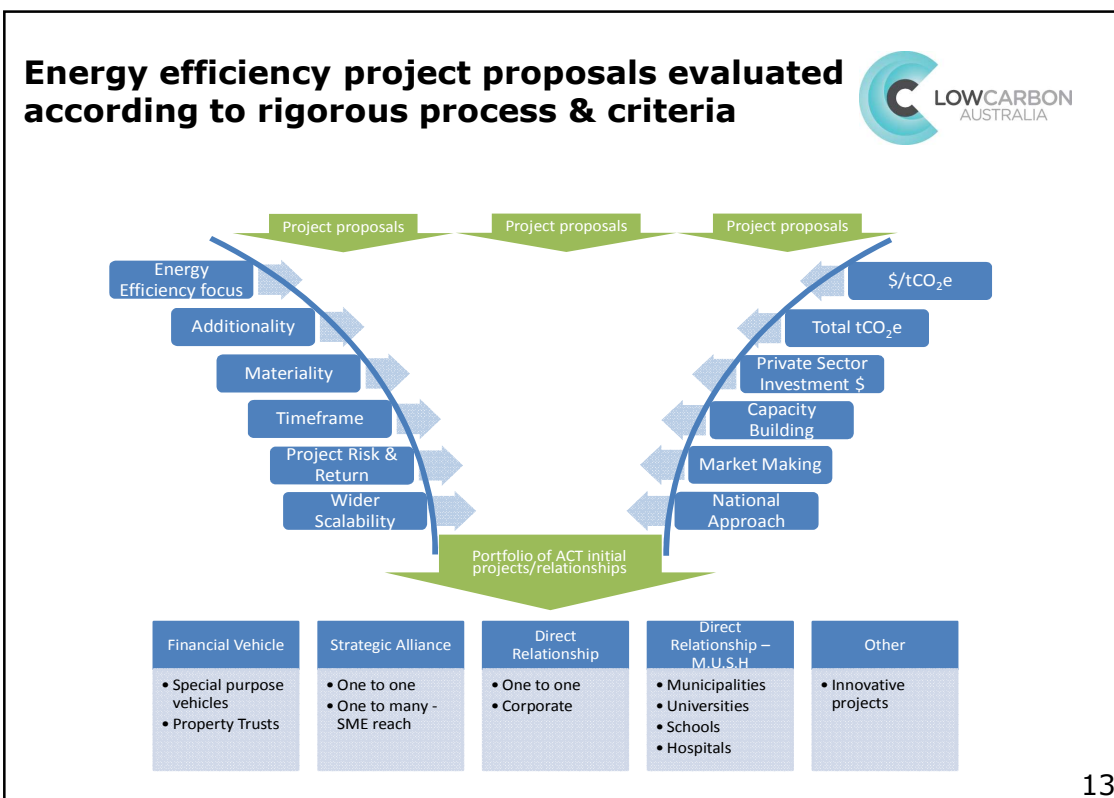 Energy efficiency project proposals evaluated
according to rigorous process & criteria
C LOWCARBON
AUSTRALIA
Project proposals
Project proposals
Project proposals
Energy
Efficiency focus
Additionality
Materiality
Timeframe
Project Risk &
Return
Wider
Scalability
$/tCO₂e
Total tCO₂e
Private Sector
Investment $
Capacity
Building
Market Making
National
Approach
Portfolio of ACT initial
projects/relationships
Financial Vehicle
• Special purpose
vehicles
• Property Trusts
Strategic Alliance
• One to one
• One to many -
SME reach
Direct
Relationship
• One to one
• Corporate
Direct
Relationship –
M.U.S.H
• Municipalities
• Universities
• Schools
• Hospitals
Other
• Innovative
projects
13